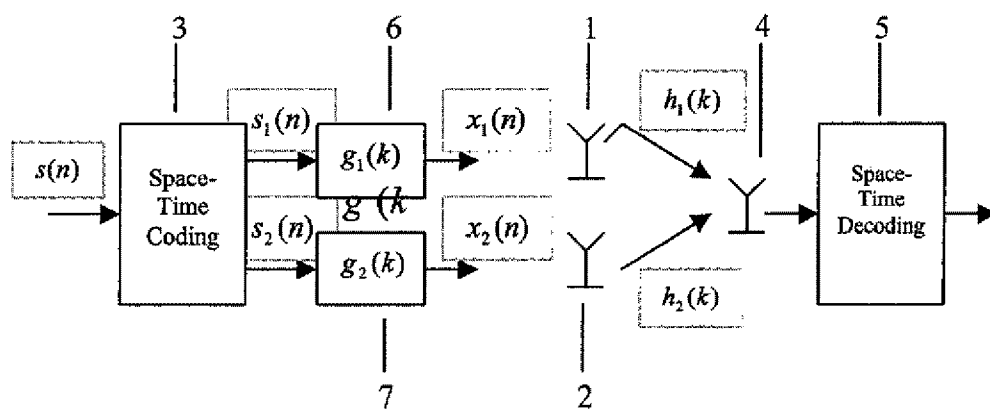 3
6
1
4
5
s₁(n)
x₁(n)
h₁(k)
s(n)
g₁(k)
Space-
Time
Coding
g (k
Space-
Time
Decoding
s₂(n)
x₂(n)
g₂(k)
h₂(k)
7
2